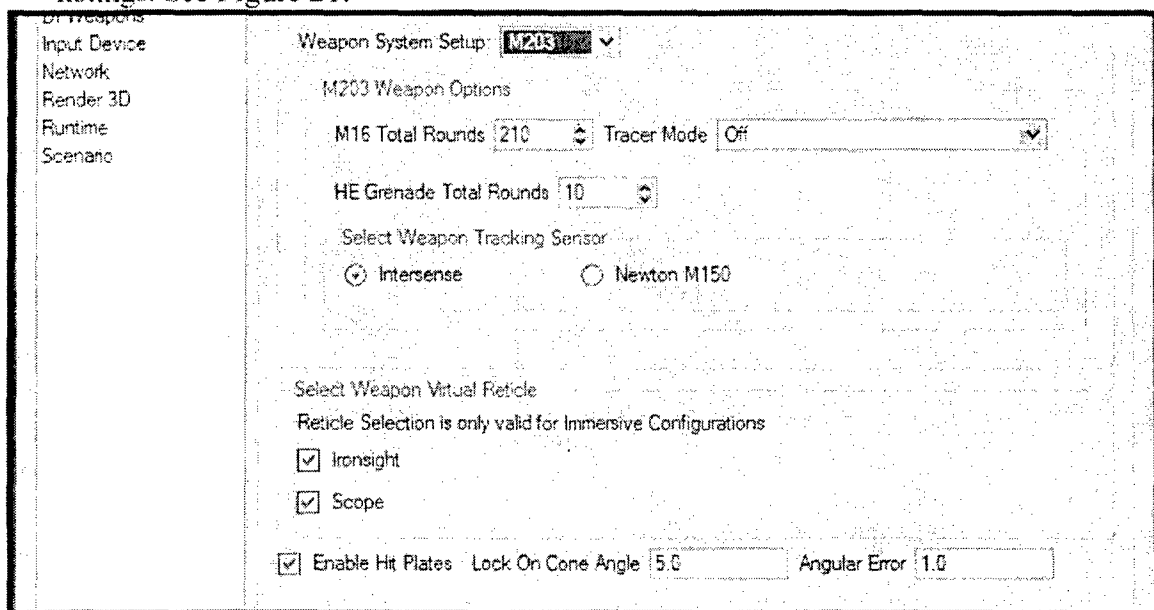 DI Weapons
Input Device
Network
Render 3D
Runtime
Scenario
Weapon System Setup: M203
M203 Weapon Options
M16 Total Rounds 210 Tracer Mode Off
HE Grenade Total Rounds 10
Select Weapon Tracking Sensor
Intersense Newton M150
Select Weapon Virtual Reticle
Reticle Selection is only valid for Immersive Configurations
Ironsight
Scope
Enable Hit Plates Lock On Cone Angle 5.0 Angular Error 1.0